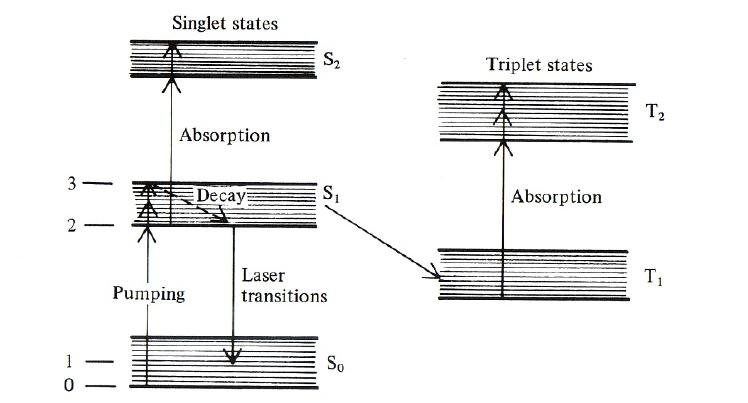 Singlet states
S₂
Triplet states
T₂
Absorption
3
Decay
S₁
Absorption
2
Pumping
Laser
transitions
T₁
1
S₀
0